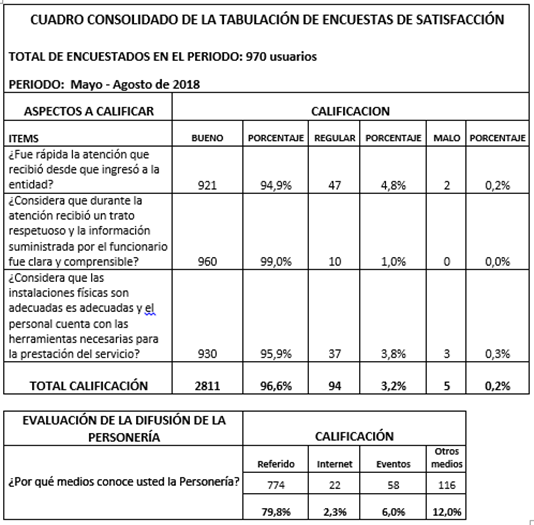 CUADRO CONSOLIDADO DE LA TABULACIÓN DE ENCUESTAS DE SATISFACCIÓN
TOTAL DE ENCUESTADOS EN EL PERIODO: 970 usuarios
PERIODO: Mayo - Agosto de 2018
ASPECTOS A CALIFICAR CALIFICACION
ITEMS BUENO PORCENTAJE REGULAR PORCENTAJE MALO PORCENTAJE
¿Fue rápida la atención que
recibió desde que ingresó a la
entidad? 921 94,9% 47 4,8% 2 0,2%
¿Considera que durante la
atención recibió un trato
respetuoso y la información
suministrada por el funcionario
fue clara y comprensible? 960 99,0% 10 1,0% 0 0,0%
¿Considera que las
instalaciones físicas son
adecuadas es adecuadas y el
personal cuenta con las
herramientas necesarias para
la prestación del servicio? 930 95,9% 37 3,8% 3 0,3%
TOTAL CALIFICACIÓN 2811 96,6% 94 3,2% 5 0,2%
EVALUACIÓN DE LA DIFUSIÓN DE LA
PERSONERÍA CALIFICACIÓN
¿Por qué medios conoce usted la Personería?
Referido Internet Eventos Otros
medios
774 22 58 116
79,8% 2,3% 6,0% 12,0%